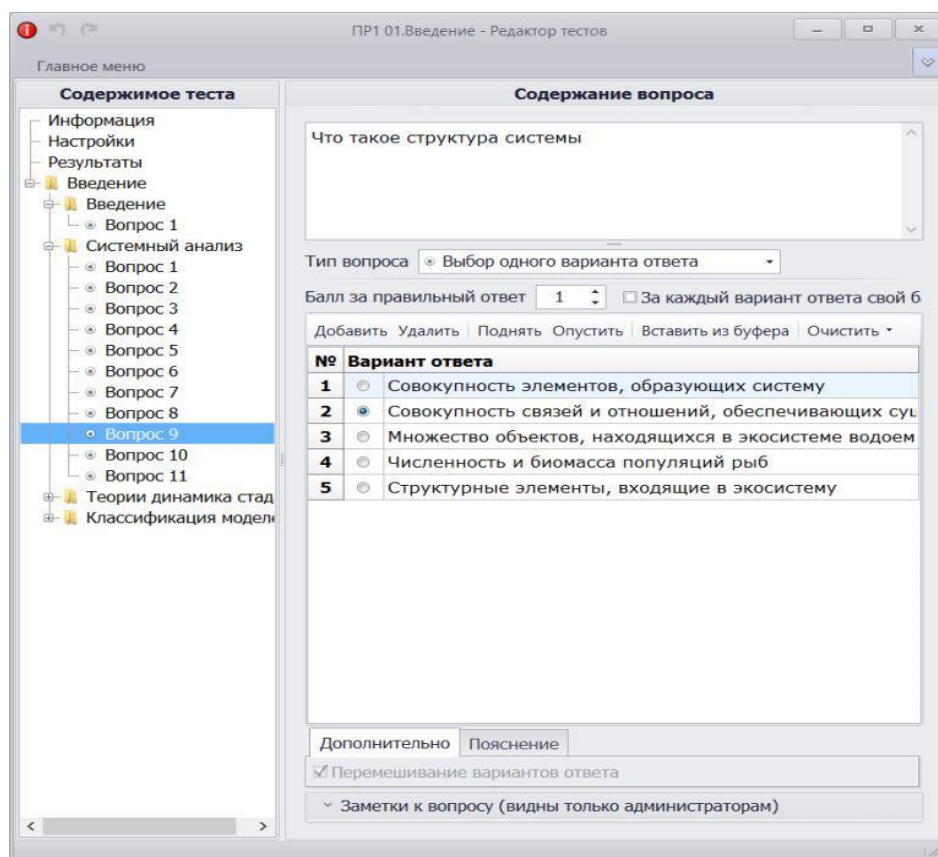 ПР1 01.Введение - Редактор тестов
Главное меню
Содержимое теста
Информация
Настройки
Результаты
Введение
Введение
Вопрос 1
Системный анализ
Вопрос 1
Вопрос 2
Вопрос 3
Вопрос 4
Вопрос 5
Вопрос 6
Вопрос 7
Вопрос 8
Вопрос 9
Вопрос 10
Вопрос 11
Теории динамика стад
Классификация модел
Содержание вопроса
Что такое структура системы
Тип вопроса Выбор одного варианта ответа
Балл за правильный ответ 1 За каждый вариант ответа свой б
Добавить Удалить Поднять Опустить Вставить из буфера Очистить
№ Вариант ответа
1 Совокупность элементов, образующих систему
2 Совокупность связей и отношений, обеспечивающих сущ
3 Множество объектов, находящихся в экосистеме водоем
4 Численность и биомасса популяций рыб
5 Структурные элементы, входящие в экосистему
Дополнительно Пояснение
Перемешивание вариантов ответа
Заметки к вопросу (видны только администраторам)